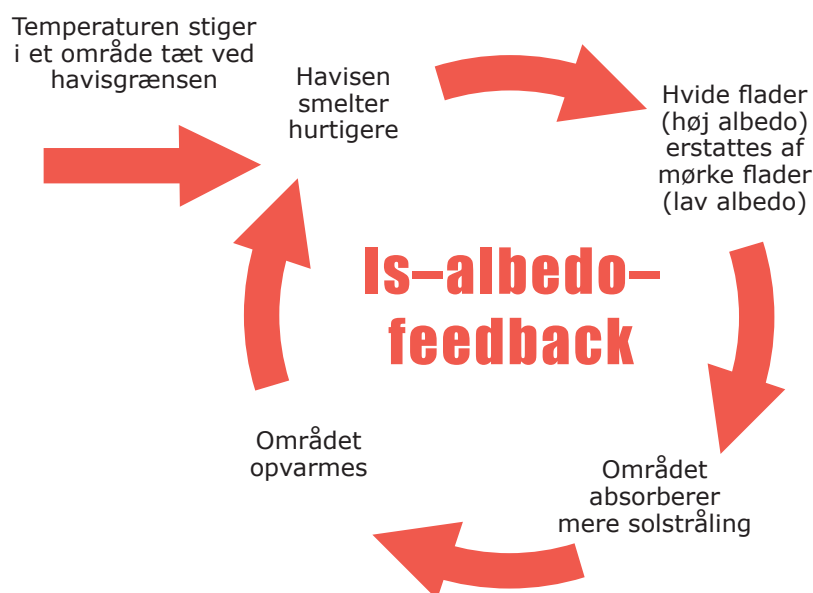 Temperaturen stiger
i et område tæt ved
havisgrænsen
Havisen
smelter
hurtigere
Hvide flader
(høj albedo)
erstattes af
mørke flader
(lav albedo)
Is–albedo–
feedback
Området
absorberer
mere solstråling
Området
opvarmes